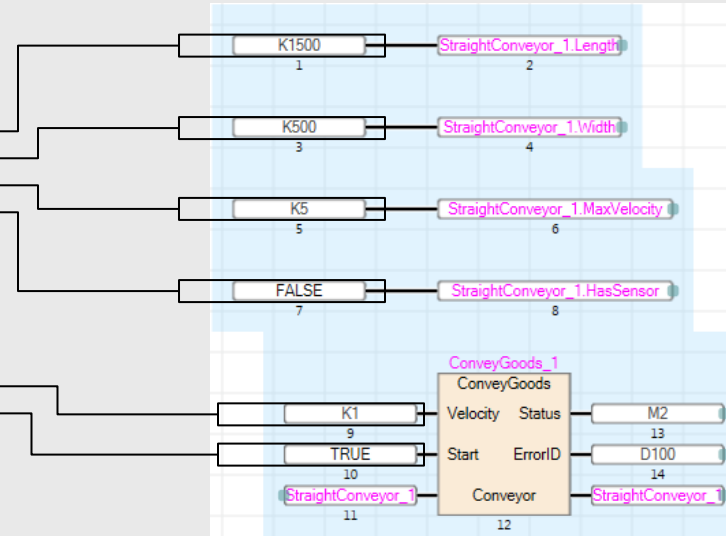 K1500 StraightConveyor_1.Length
1 2
K500 StraightConveyor_1.Width
3 4
K5 StraightConveyor_1.MaxVelocity
5 6
FALSE StraightConveyor_1.HasSensor
7 8
ConveyGoods_1
ConveyGoods
K1 Velocity Status M2
9 13
TRUE Start ErrorID D100
10 14
StraightConveyor_1 Conveyor StraightConveyor_1
11 12